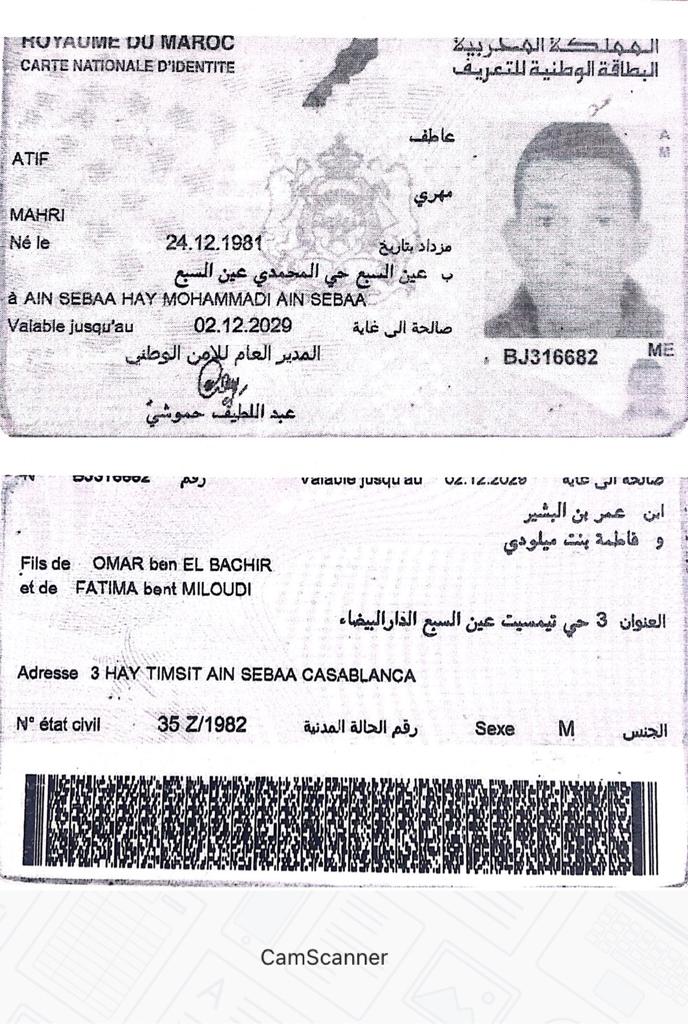 ROYAUME DU MAROC
المملكة المغربية
CARTE NATIONALE D'IDENTITE
البطاقة الوطنية للتعريف
عاطف
ATIF
مهري
MAHRI
Né le 24.12.1981 مزداد بتاريخ
ب عين السبع حي المحمدي عين السبع
à AIN SEBAA HAY MOHAMMADI AIN SEBAA
Valable jusqu'au 02.12.2029 صالحة الى غاية
المدير العام للامن الوطني
عبد اللطيف حموشي
BJ316682
A
M
ME
N° BJ316682 رقم Valable jusqu'au 02.12.2029 صالحة الى غاية
ابن عمر بن البشير
و فاطمة بنت ميلودي
Fils de OMAR ben EL BACHIR
et de FATIMA bent MILOUDI
العنوان 3 حي تيمسيت عين السبع الدارالبيضاء
Adresse 3 HAY TIMSIT AIN SEBAA CASABLANCA
N° état civil 35 Z/1982 رقم الحالة المدنية Sexe M الجنس
CamScanner